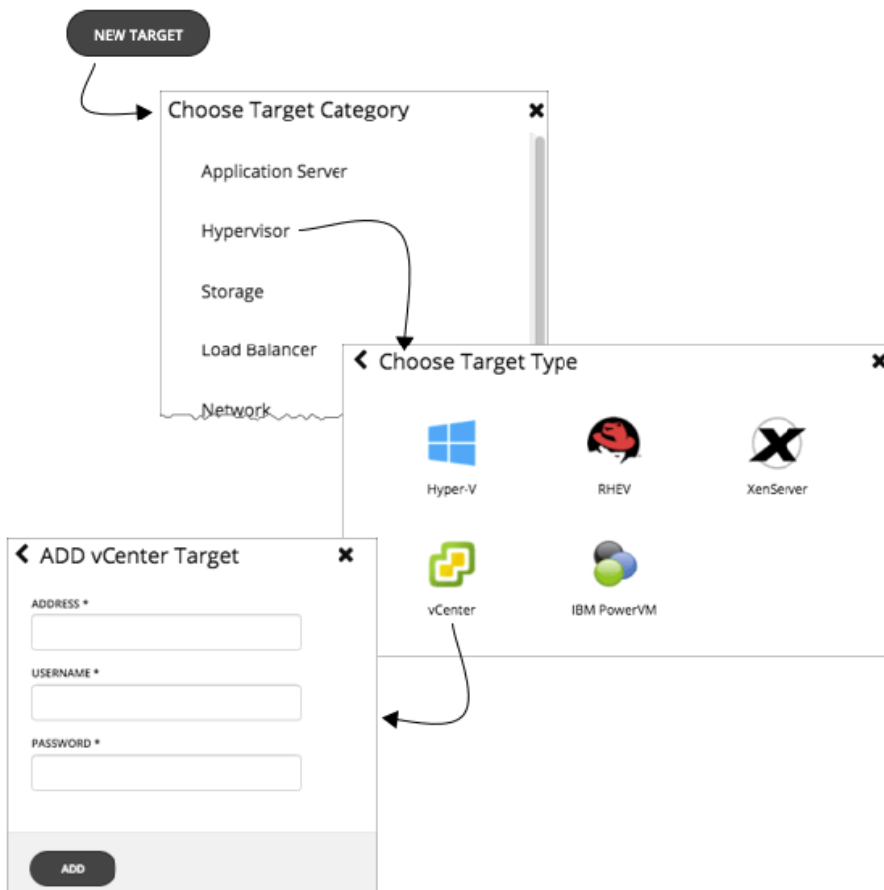 NEW TARGET
Choose Target Category
Application Server
Hypervisor
Storage
Load Balancer
Network
Choose Target Type
Hyper-V
RHEV
XenServer
vCenter
IBM PowerVM
ADD vCenter Target
ADDRESS *
USERNAME *
PASSWORD *
ADD